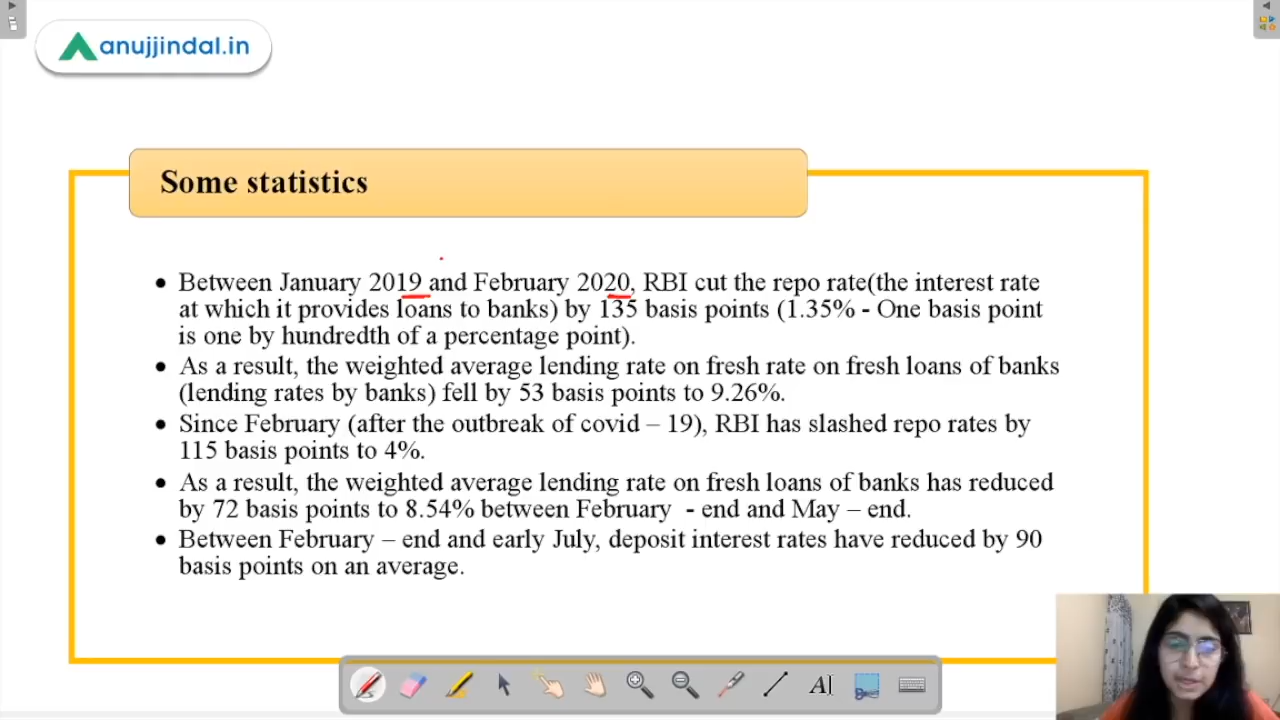 anujjindal.in
Some statistics
• Between January 2019 and February 2020, RBI cut the repo rate(the interest rate
at which it provides loans to banks) by 135 basis points (1.35% - One basis point
is one by hundredth of a percentage point).
• As a result, the weighted average lending rate on fresh rate on fresh loans of banks
(lending rates by banks) fell by 53 basis points to 9.26%.
• Since February (after the outbreak of covid – 19), RBI has slashed repo rates by
115 basis points to 4%.
• As a result, the weighted average lending rate on fresh loans of banks has reduced
by 72 basis points to 8.54% between February - end and May – end.
• Between February – end and early July, deposit interest rates have reduced by 90
basis points on an average.
AI